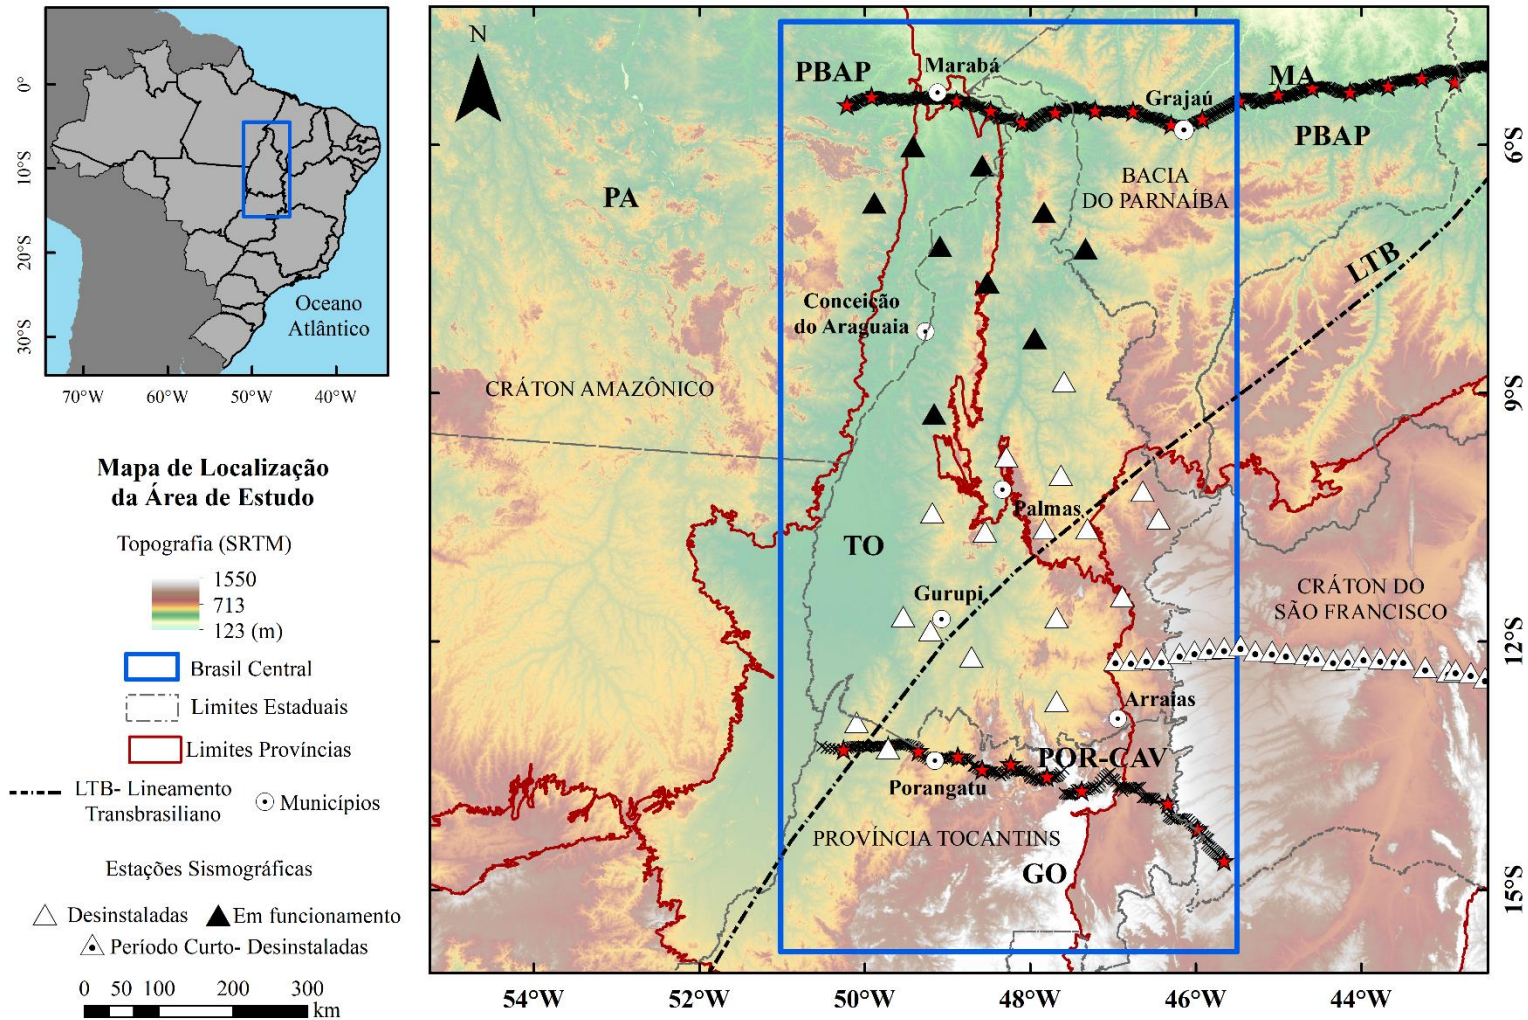 0°
10°S
20°S
30°S
70°W
60°W
50°W
40°W
Oceano
Atlântico
Mapa de Localização
da Área de Estudo
Topografia (SRTM)
1550
713
123 (m)
Brasil Central
Limites Estaduais
Limites Províncias
LTB- Lineamento
Transbrasiliano
Municípios
Estações Sismográficas
Desinstaladas
Em funcionamento
Período Curto- Desinstaladas
0 50 100 200 300
km
N
PBAP
Marabá
MA
Grajaú
PBAP
PA
BACIA
DO PARNAÍBA
LTB
Conceição
do Araguaia
CRÁTON AMAZÔNICO
Palmas
TO
Gurupi
CRÁTON DO
SÃO FRANCISCO
Arraias
POR-CAV
Porangatu
PROVÍNCIA TOCANTINS
GO
6°S
9°S
12°S
15°S
54°W
52°W
50°W
48°W
46°W
44°W